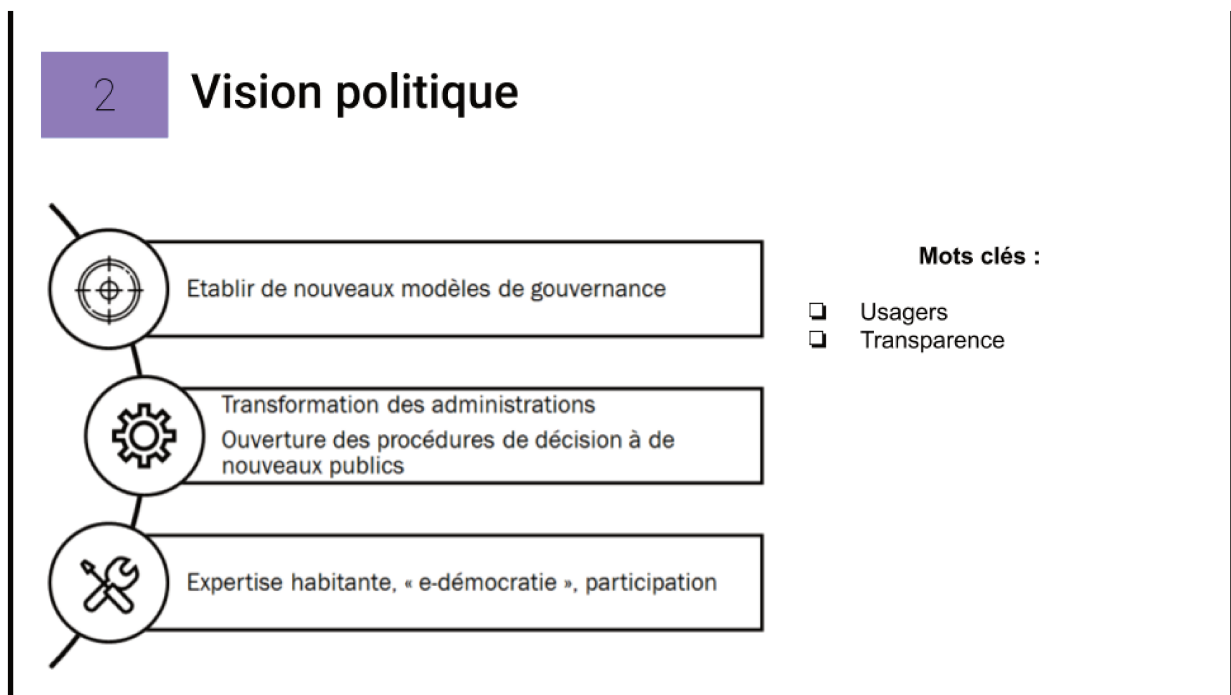 2
Vision politique
Etablir de nouveaux modèles de gouvernance
Transformation des administrations
Ouverture des procédures de décision à de
nouveaux publics
Expertise habitante, « e-démocratie », participation
Mots clés :
❏ Usagers
❏ Transparence